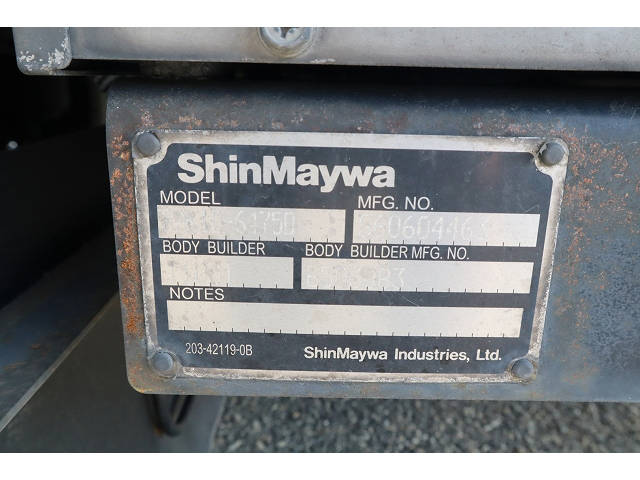 ShinMaywa
MODEL MFG. NO.
BODY BUILDER BODY BUILDER MFG. NO.
NOTES
203-42119-0B ShinMaywa Industries, Ltd.